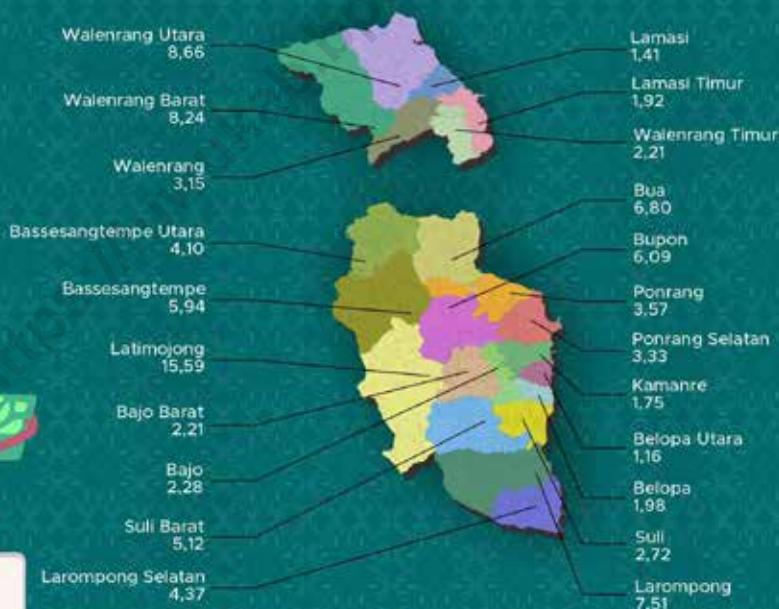 Walenrang Utara
8,66
Walenrang Barat
8,24
Walenrang
3,15
Bassesangtempe Utara
4,10
Bassesangtempe
5,94
Latimojong
15,59
Bajo Barat
2,21
Bajo
2,28
Suli Barat
5,12
Larompong Selatan
4,37
Lamasi
1,41
Lamasi Timur
1,92
Walenrang Timur
2,21
Bua
6,80
Bupon
6,09
Ponrang
3,57
Ponrang Selatan
3,33
Kamanre
1,75
Belopa Utara
1,16
Belopa
1,98
Suli
2,72
Larompong
7,51